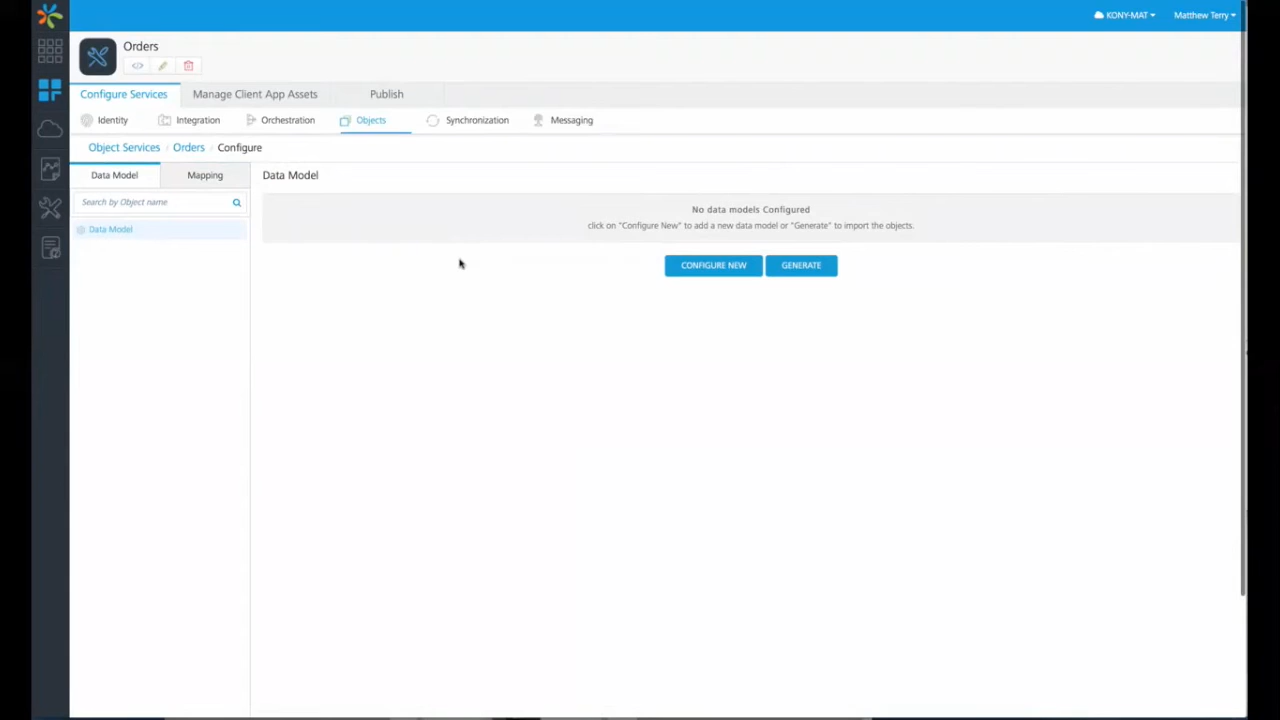 KONY-MAT
Matthew Terry
Orders
Configure Services
Manage Client App Assets
Publish
Identity
Integration
Orchestration
Objects
Synchronization
Messaging
Object Services / Orders / Configure
Data Model
Mapping
Data Model
Search by Object name
Data Model
No data models Configured
click on "Configure New" to add a new data model or "Generate" to import the objects.
CONFIGURE NEW
GENERATE